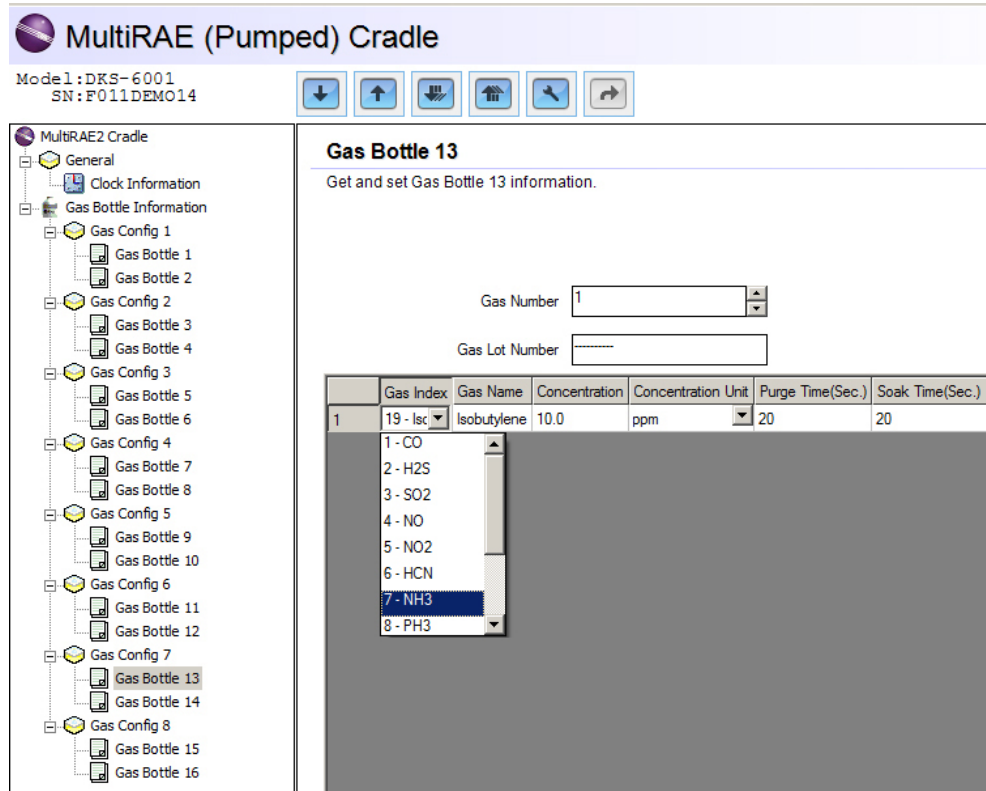 MultiRAE (Pumped) Cradle
Model:DKS-6001
SN:F011DEMO14
MultiRAE2 Cradle
General
Clock Information
Gas Bottle Information
Gas Config 1
Gas Bottle 1
Gas Bottle 2
Gas Config 2
Gas Bottle 3
Gas Bottle 4
Gas Config 3
Gas Bottle 5
Gas Bottle 6
Gas Config 4
Gas Bottle 7
Gas Bottle 8
Gas Config 5
Gas Bottle 9
Gas Bottle 10
Gas Config 6
Gas Bottle 11
Gas Bottle 12
Gas Config 7
Gas Bottle 13
Gas Bottle 14
Gas Config 8
Gas Bottle 15
Gas Bottle 16
Gas Bottle 13
Get and set Gas Bottle 13 information.
Gas Number 1
Gas Lot Number ----------
Gas Index Gas Name Concentration Concentration Unit Purge Time(Sec.) Soak Time(Sec.)
1 19 - Isc Isobutylene 10.0 ppm 20 20
1 - CO
2 - H2S
3 - SO2
4 - NO
5 - NO2
6 - HCN
7 - NH3
8 - PH3